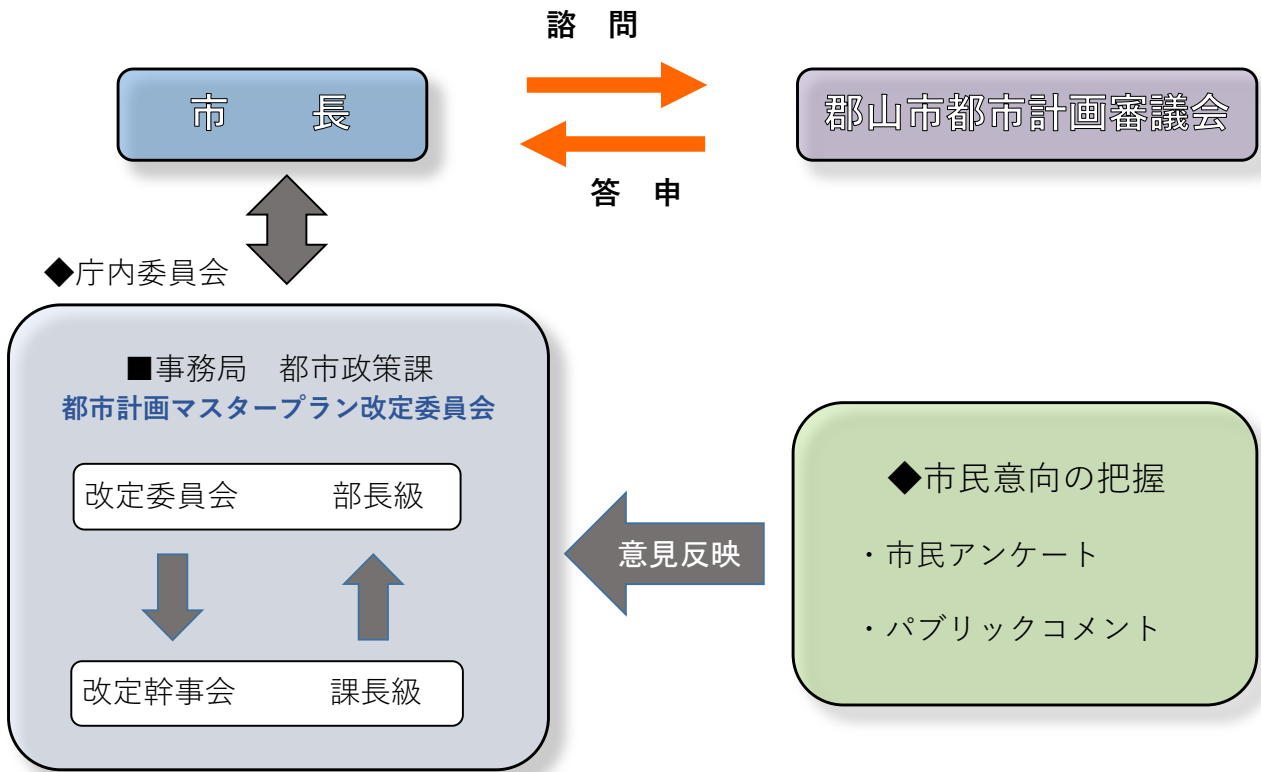 諮　問
市　　長
郡山市都市計画審議会
答　申
◆庁内委員会
■事務局　都市政策課
都市計画マスタープラン改定委員会
改定委員会　　　部長級
改定幹事会　　　課長級
意見反映
◆市民意向の把握
・市民アンケート
・パブリックコメント